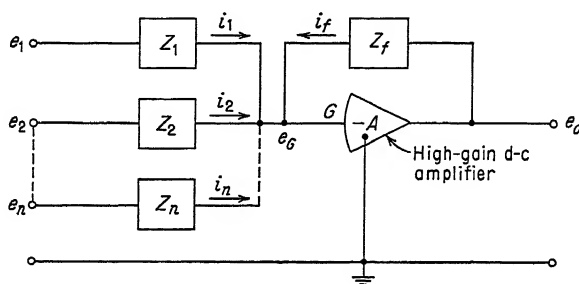 e1
Z1
i1
if
Zf
e2
Z2
i2
eG
G
-A
eo
High-gain d-c
amplifier
en
Zn
in